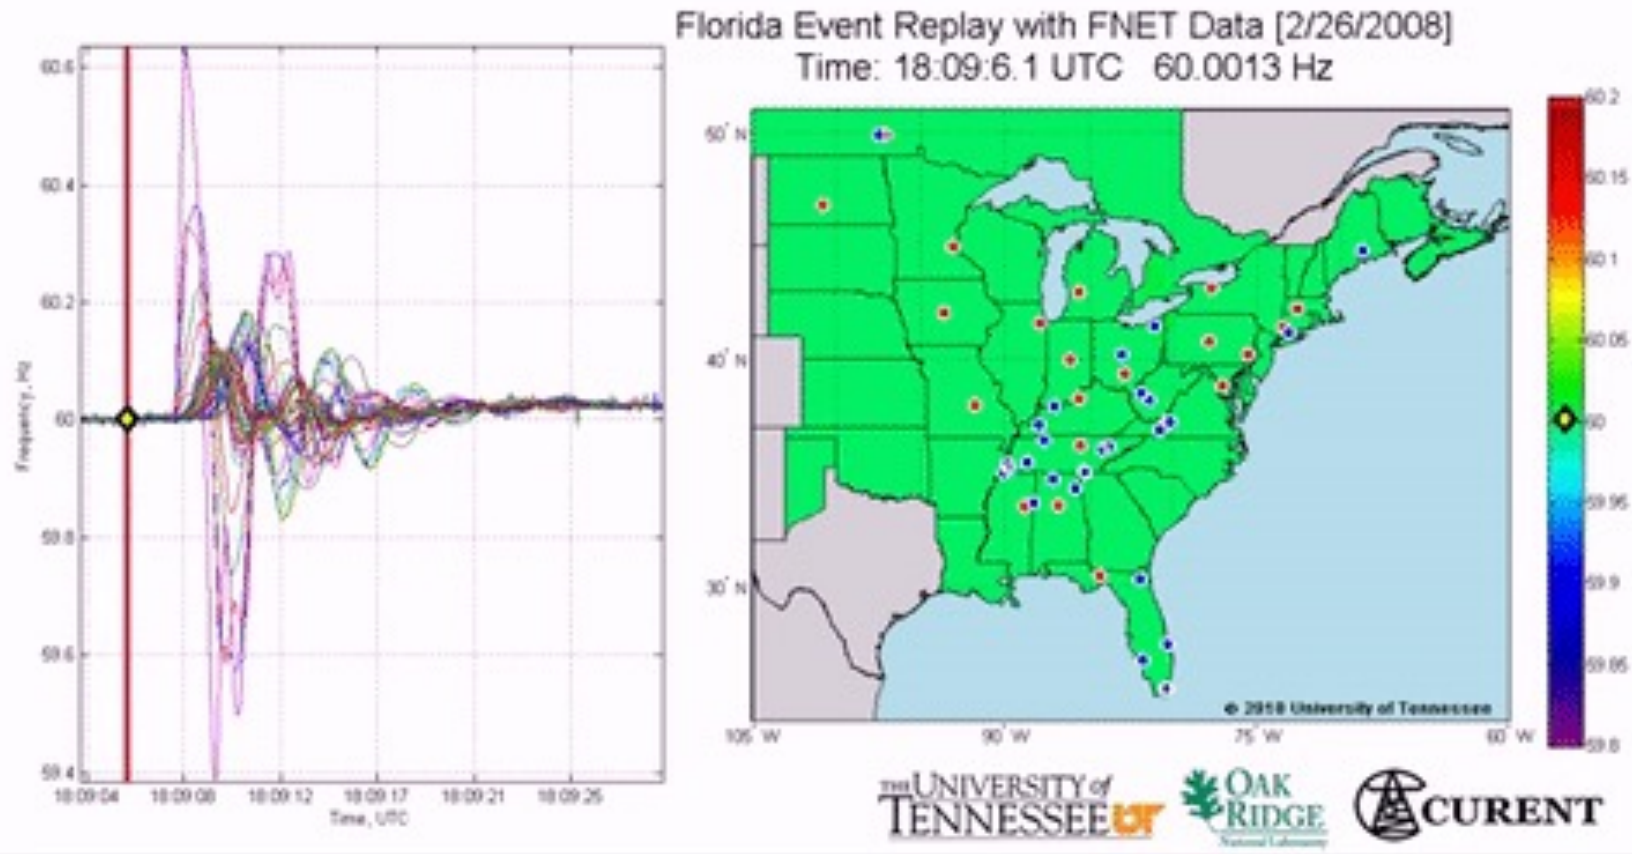 Florida Event Replay with FNET Data [2/26/2008]
Time: 18:09:6.1 UTC 60.0013 Hz
60.6
60.4
60.2
60
59.8
59.6
59.4
Frequency, Hz
18:09:04 18:09:08 18:09:12 18:09:17 18:09:21 18:09:25
Time, UTC
50° N
40° N
30° N
105° W 90° W 75° W 60° W
© 2010 University of Tennessee
60.2
60.15
60.1
60.05
60
59.95
59.9
59.85
59.8
THE UNIVERSITY of
TENNESSEE UT
OAK
RIDGE
National Laboratory
CURENT